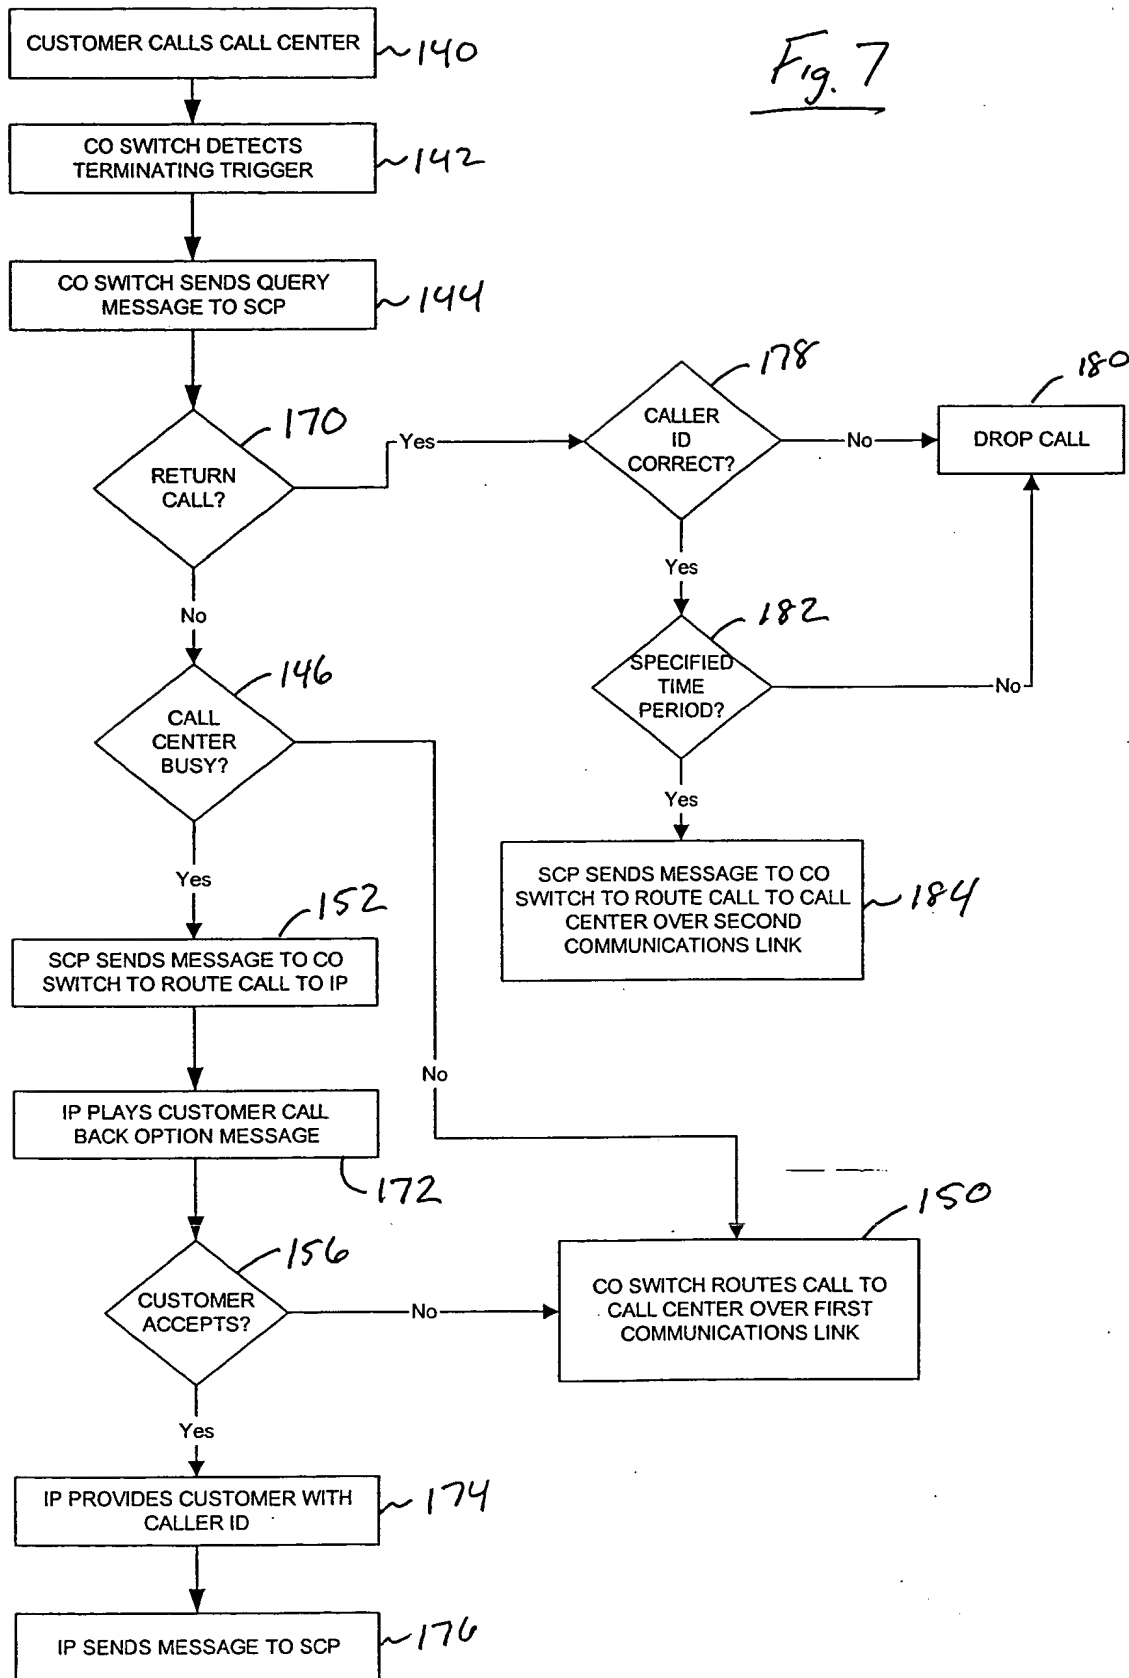 Fig. 7
CUSTOMER CALLS CALL CENTER
140
CO SWITCH DETECTS
TERMINATING TRIGGER
142
CO SWITCH SENDS QUERY
MESSAGE TO SCP
144
RETURN
CALL?
170
Yes
No
CALLER
ID
CORRECT?
178
No
Yes
DROP CALL
180
SPECIFIED
TIME
PERIOD?
182
No
Yes
SCP SENDS MESSAGE TO CO
SWITCH TO ROUTE CALL TO CALL
CENTER OVER SECOND
COMMUNICATIONS LINK
184
CALL
CENTER
BUSY?
146
Yes
No
SCP SENDS MESSAGE TO CO
SWITCH TO ROUTE CALL TO IP
152
IP PLAYS CUSTOMER CALL
BACK OPTION MESSAGE
172
CUSTOMER
ACCEPTS?
156
No
Yes
CO SWITCH ROUTES CALL TO
CALL CENTER OVER FIRST
COMMUNICATIONS LINK
150
IP PROVIDES CUSTOMER WITH
CALLER ID
174
IP SENDS MESSAGE TO SCP
176